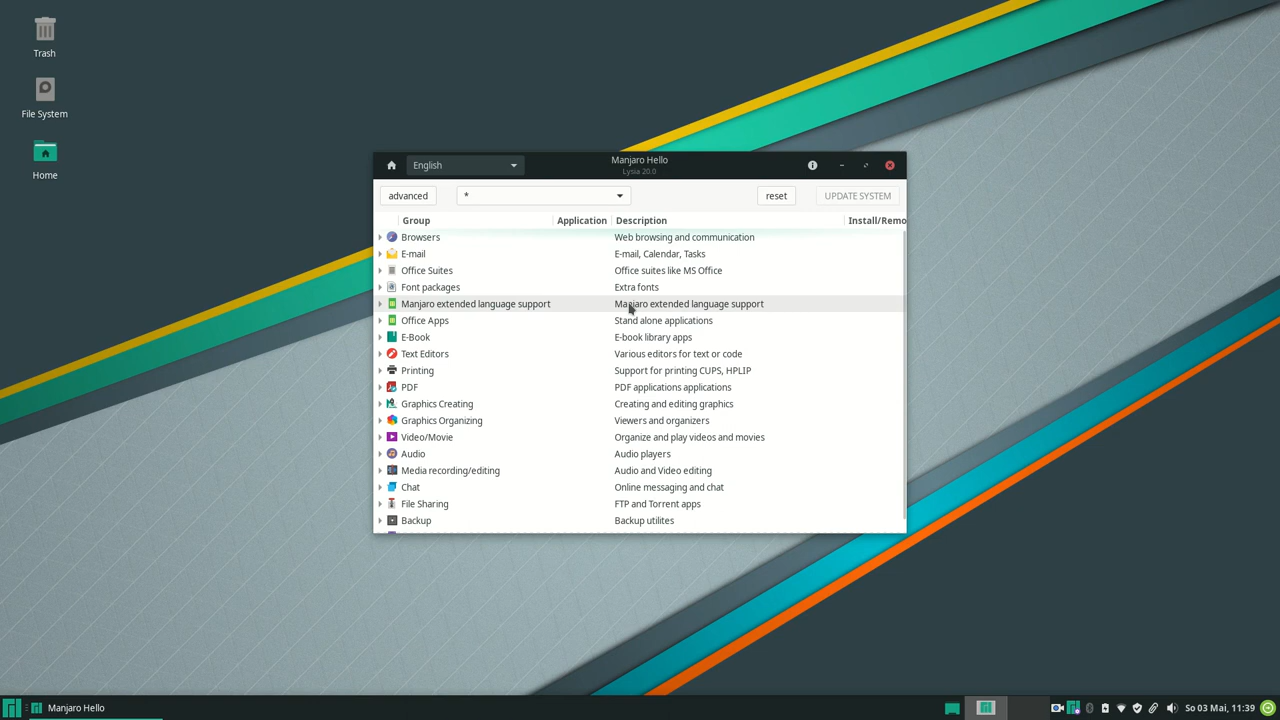 Trash
File System
Home
English
Manjaro Hello
Lysia 20.0
advanced
*
reset
UPDATE SYSTEM
Group Application Description Install/Remo
Browsers Web browsing and communication
E-mail E-mail, Calendar, Tasks
Office Suites Office suites like MS Office
Font packages Extra fonts
Manjaro extended language support Manjaro extended language support
Office Apps Stand alone applications
E-Book E-book library apps
Text Editors Various editors for text or code
Printing Support for printing CUPS, HPLIP
PDF PDF applications applications
Graphics Creating Creating and editing graphics
Graphics Organizing Viewers and organizers
Video/Movie Organize and play videos and movies
Audio Audio players
Media recording/editing Audio and Video editing
Chat Online messaging and chat
File Sharing FTP and Torrent apps
Backup Backup utilites
Manjaro Hello
So 03 Mai, 11:39